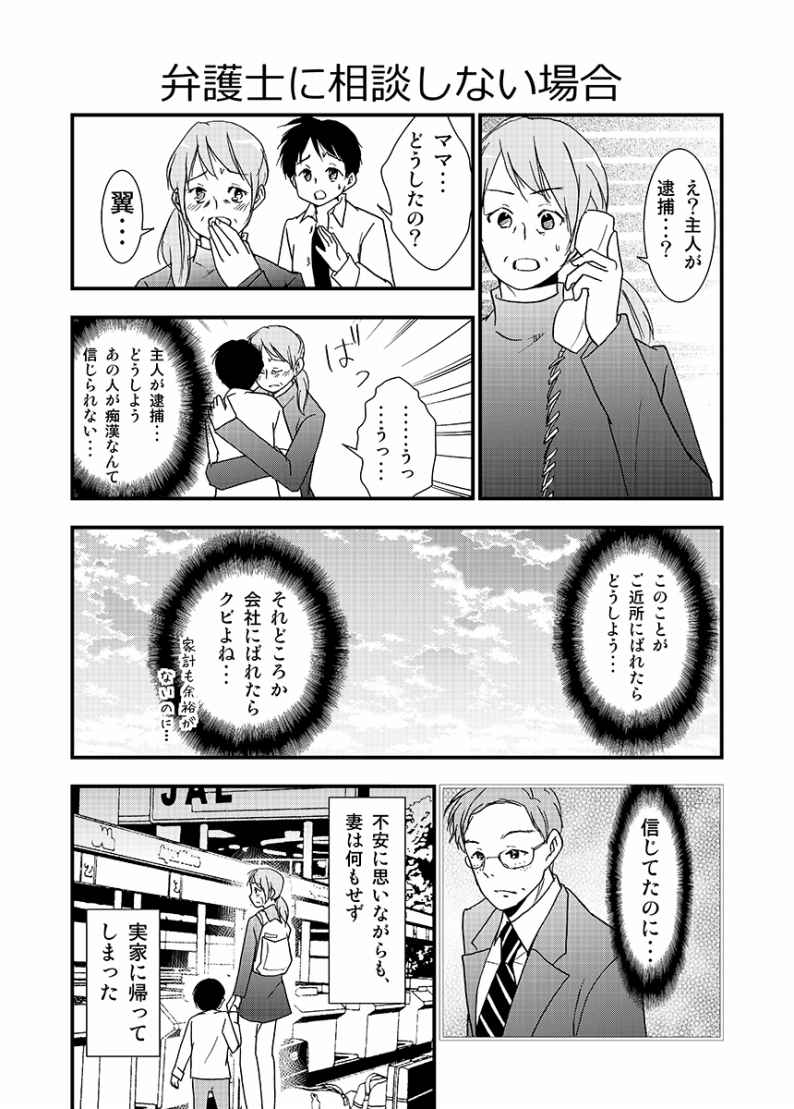 弁護士に相談しない場合
え?主人が
逮捕・・・?
ママ・・・
どうしたの?
翼・・・
ばっ
・・・・・・うっ
・・・うっ・・・
主人が逮捕・・・
どうしよう
あの人が痴漢なんて
信じられない・・・
このことが
ご近所にばれたら
どうしよう・・・
それどころか
会社にばれたら
クビよね・・・
家計も余裕が
ないのに・・・
信じてたのに・・・
不安に思いながらも、
妻は何もせず
実家に帰って
しまった
JAL